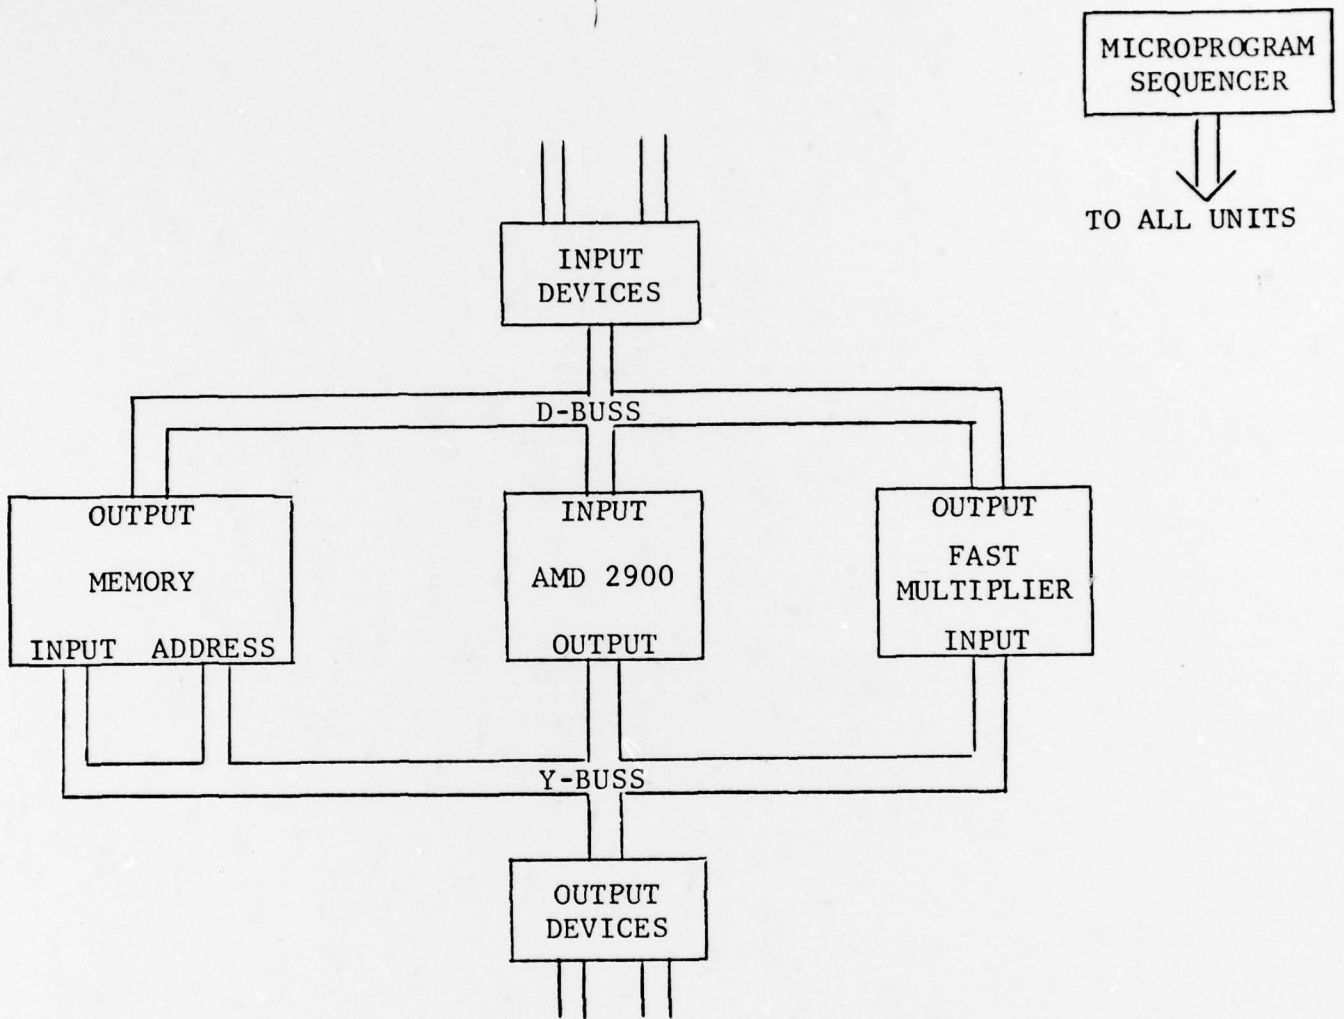 MICROPROGRAM
SEQUENCER
TO ALL UNITS
INPUT
DEVICES
D-BUSS
OUTPUT
MEMORY
INPUT ADDRESS
INPUT
AMD 2900
OUTPUT
OUTPUT
FAST
MULTIPLIER
INPUT
Y-BUSS
OUTPUT
DEVICES